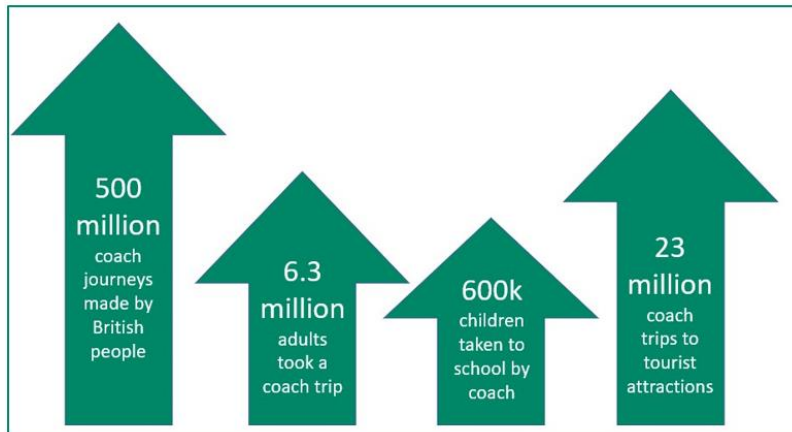 500
million
coach
journeys
made by
British
people
6.3
million
adults
took a
coach trip
600k
children
taken to
school by
coach
23
million
coach
trips to
tourist
attractions